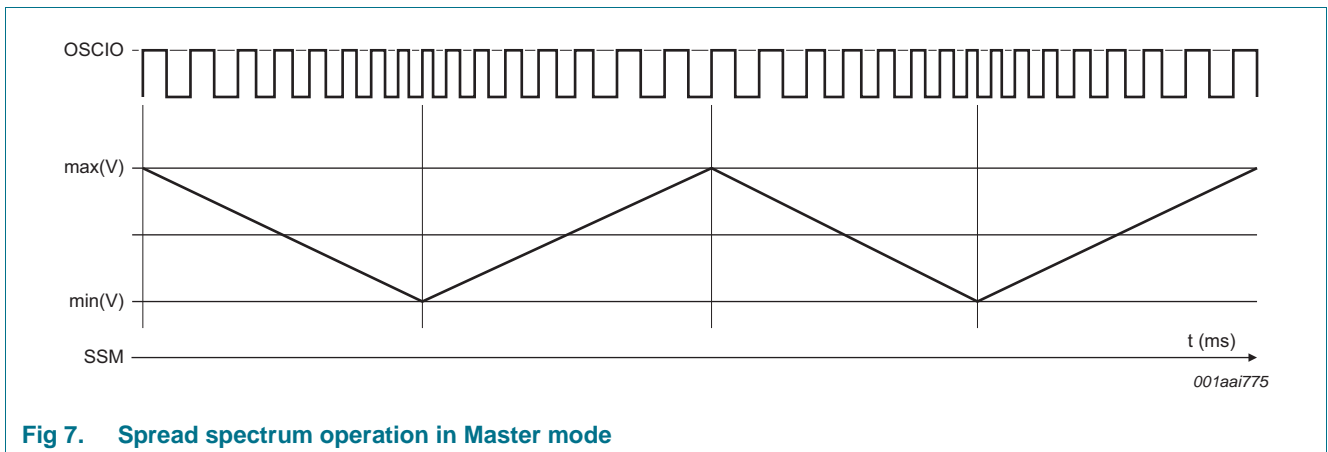 OSCIO
max(V)
min(V)
SSM
t (ms)
001aai775
Fig 7. Spread spectrum operation in Master mode